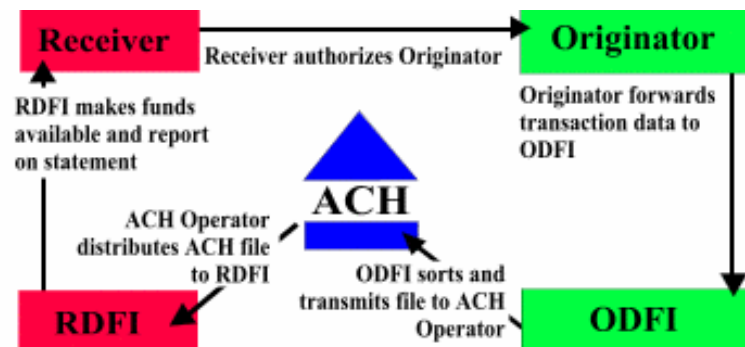 Receiver
Receiver authorizes Originator
Originator
Originator forwards
transaction data to
ODFI
RDFI makes funds
available and report
on statement
ACH
ACH Operator
distributes ACH file
to RDFI
ODFI sorts and
transmits file to ACH
Operator
RDFI
ODFI